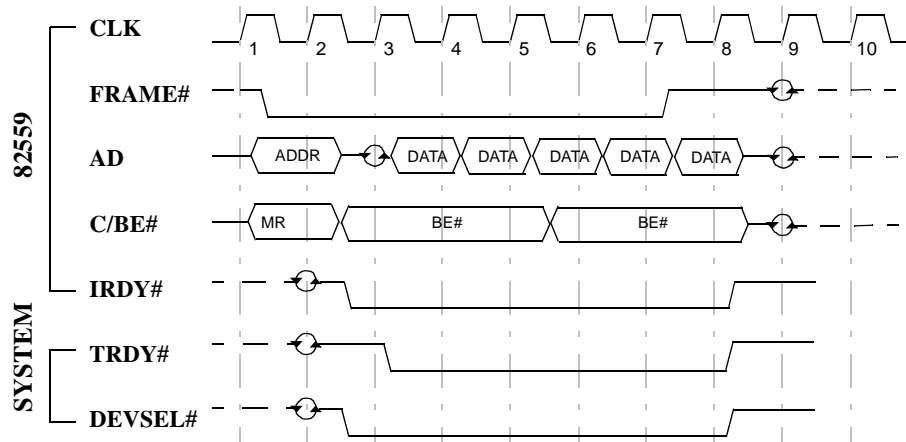 CLK
1 2 3 4 5 6 7 8 9 10
FRAME#
82559
AD
ADDR DATA DATA DATA DATA DATA
C/BE#
MR BE# BE#
IRDY#
SYSTEM
TRDY#
DEVSEL#